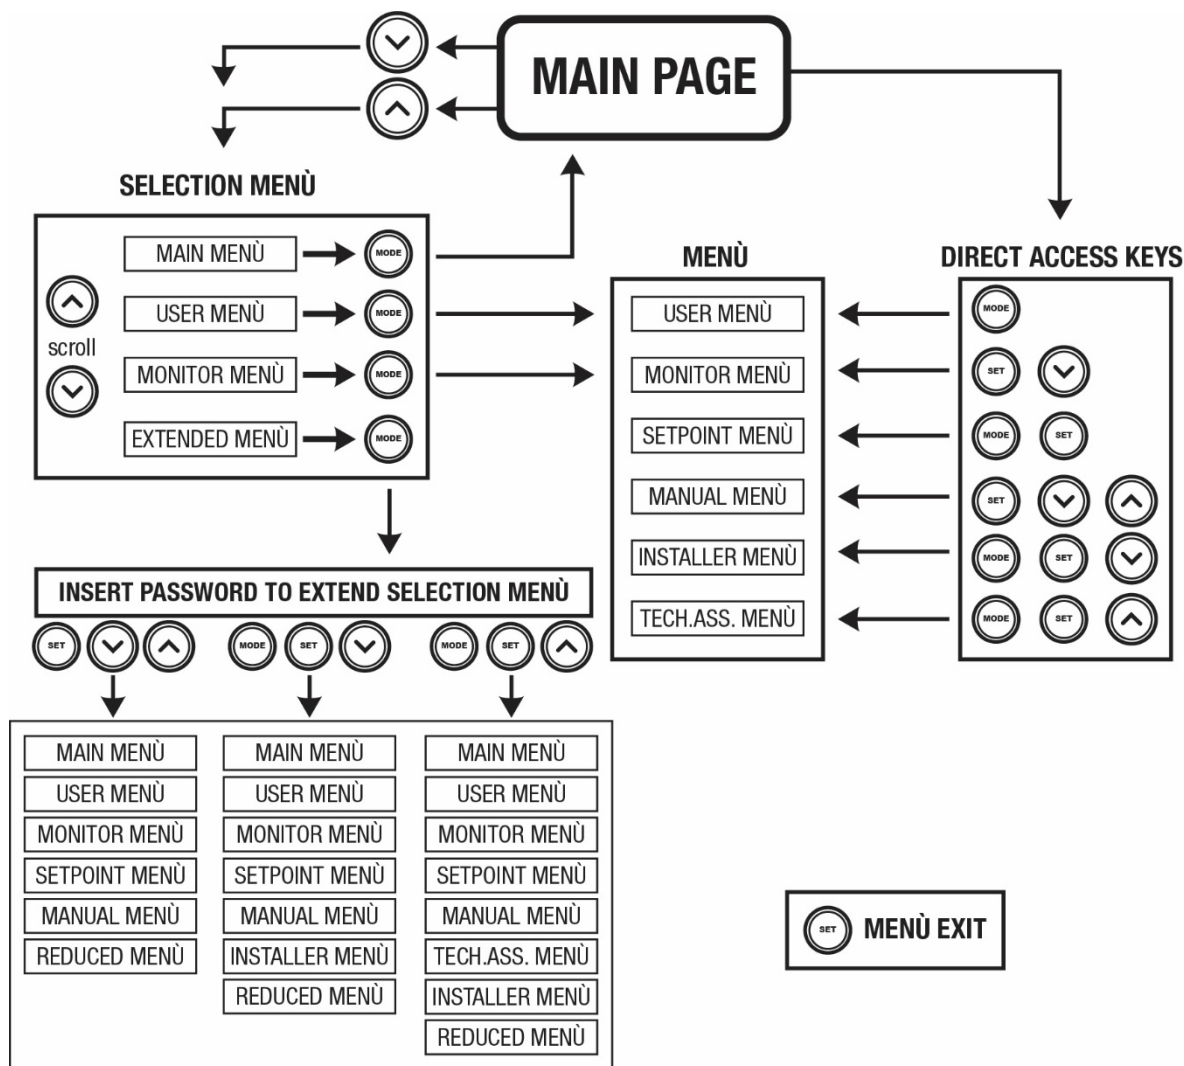 MAIN PAGE
SELECTION MENÙ
MAIN MENÙ MODE
USER MENÙ MODE
scroll
MONITOR MENÙ MODE
EXTENDED MENÙ MODE
MENÙ
USER MENÙ
MONITOR MENÙ
SETPOINT MENÙ
MANUAL MENÙ
INSTALLER MENÙ
TECH.ASS. MENÙ
DIRECT ACCESS KEYS
MODE
SET
MODE SET
SET
MODE SET
MODE SET
INSERT PASSWORD TO EXTEND SELECTION MENÙ
SET MODE SET MODE SET
MAIN MENÙ
USER MENÙ
MONITOR MENÙ
SETPOINT MENÙ
MANUAL MENÙ
REDUCED MENÙ
MAIN MENÙ
USER MENÙ
MONITOR MENÙ
SETPOINT MENÙ
MANUAL MENÙ
INSTALLER MENÙ
REDUCED MENÙ
MAIN MENÙ
USER MENÙ
MONITOR MENÙ
SETPOINT MENÙ
MANUAL MENÙ
TECH.ASS. MENÙ
INSTALLER MENÙ
REDUCED MENÙ
SET MENÙ EXIT